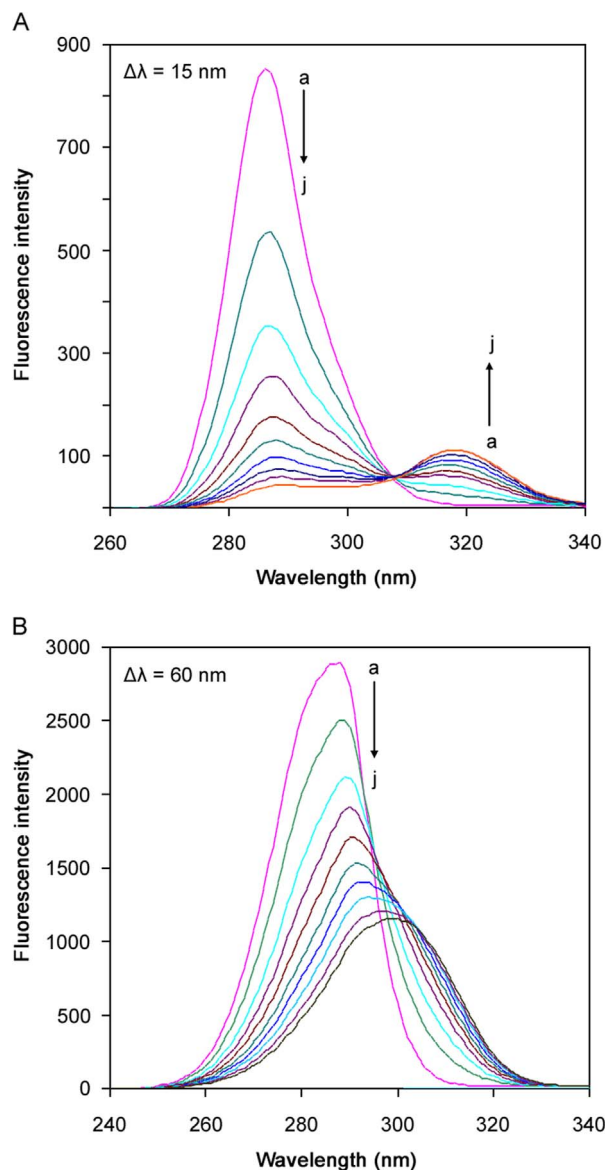 A
Δλ = 15 nm
a
j
j
a
Fluorescence intensity
900
700
500
300
100
260
280
300
320
340
Wavelength (nm)
B
Δλ = 60 nm
a
j
Fluorescence intensity
3000
2500
2000
1500
1000
500
0
240
260
280
300
320
340
Wavelength (nm)